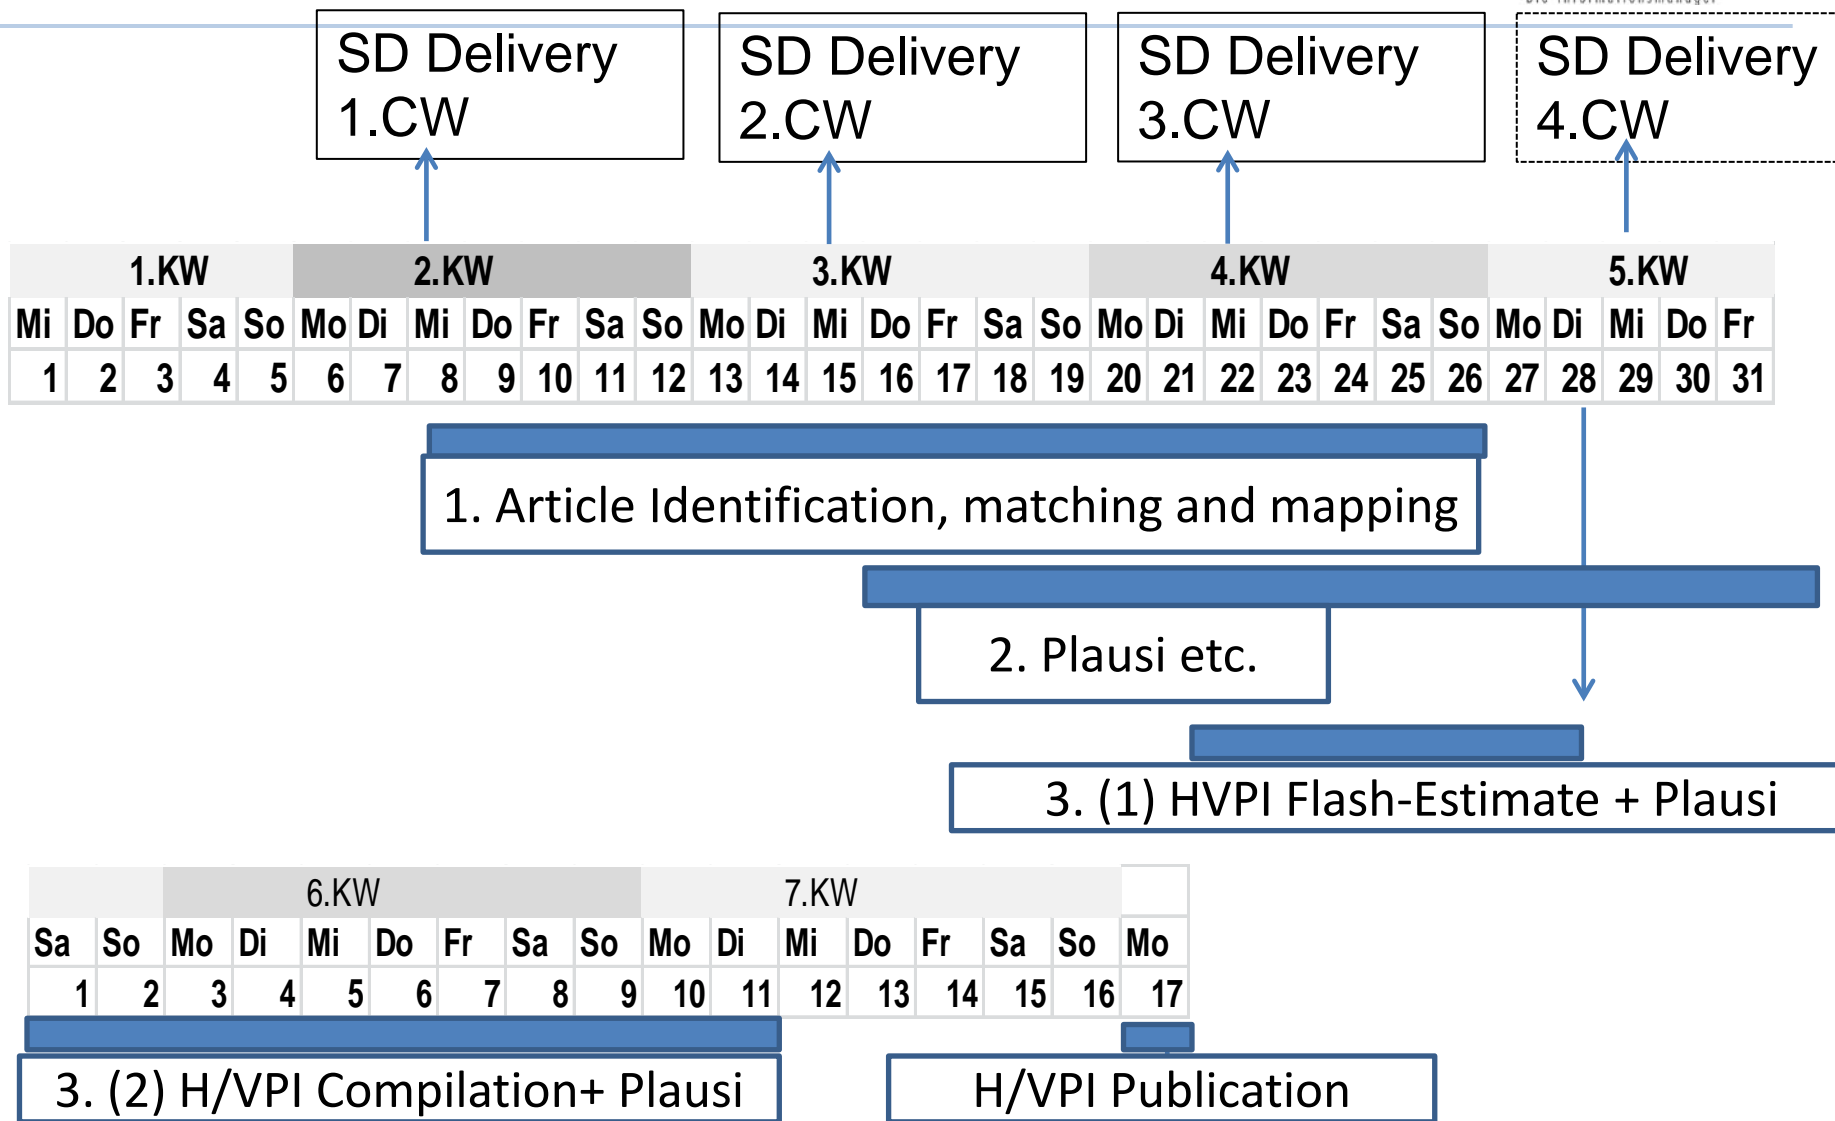 SD Delivery
1.CW
SD Delivery
2.CW
SD Delivery
3.CW
SD Delivery
4.CW
1.KW 2.KW 3.KW 4.KW 5.KW
Mi Do Fr Sa So Mo Di Mi Do Fr Sa So Mo Di Mi Do Fr Sa So Mo Di Mi Do Fr Sa So Mo Di Mi Do Fr
1 2 3 4 5 6 7 8 9 10 11 12 13 14 15 16 17 18 19 20 21 22 23 24 25 26 27 28 29 30 31
1. Article Identification, matching and mapping
2. Plausi etc.
3. (1) HVPI Flash-Estimate + Plausi
6.KW 7.KW
Sa So Mo Di Mi Do Fr Sa So Mo Di Mi Do Fr Sa So Mo
1 2 3 4 5 6 7 8 9 10 11 12 13 14 15 16 17
3. (2) H/VPI Compilation+ Plausi
H/VPI Publication